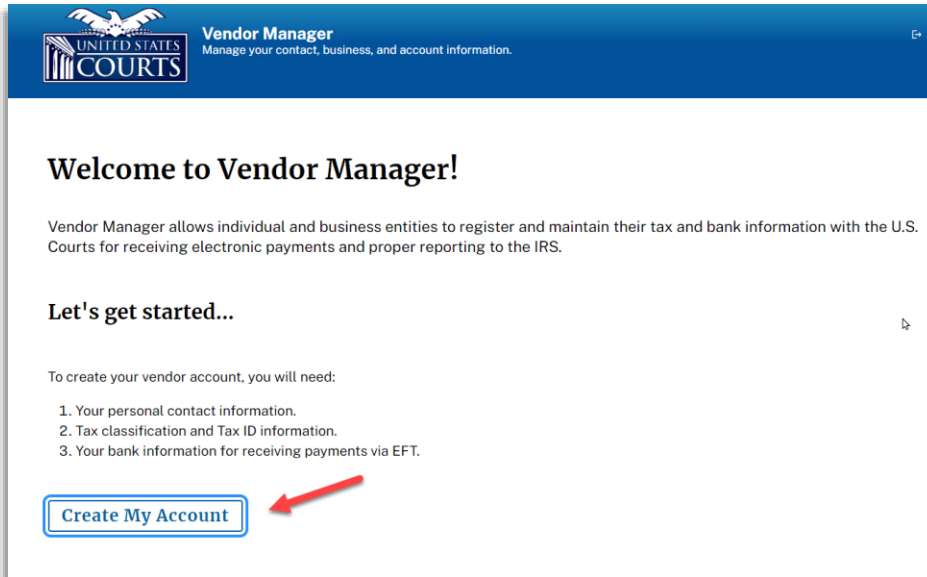 UNITED STATES
COURTS
Vendor Manager
Manage your contact, business, and account information.
Welcome to Vendor Manager!
Vendor Manager allows individual and business entities to register and maintain their tax and bank information with the U.S.
Courts for receiving electronic payments and proper reporting to the IRS.
Let's get started...
To create your vendor account, you will need:
1. Your personal contact information.
2. Tax classification and Tax ID information.
3. Your bank information for receiving payments via EFT.
Create My Account